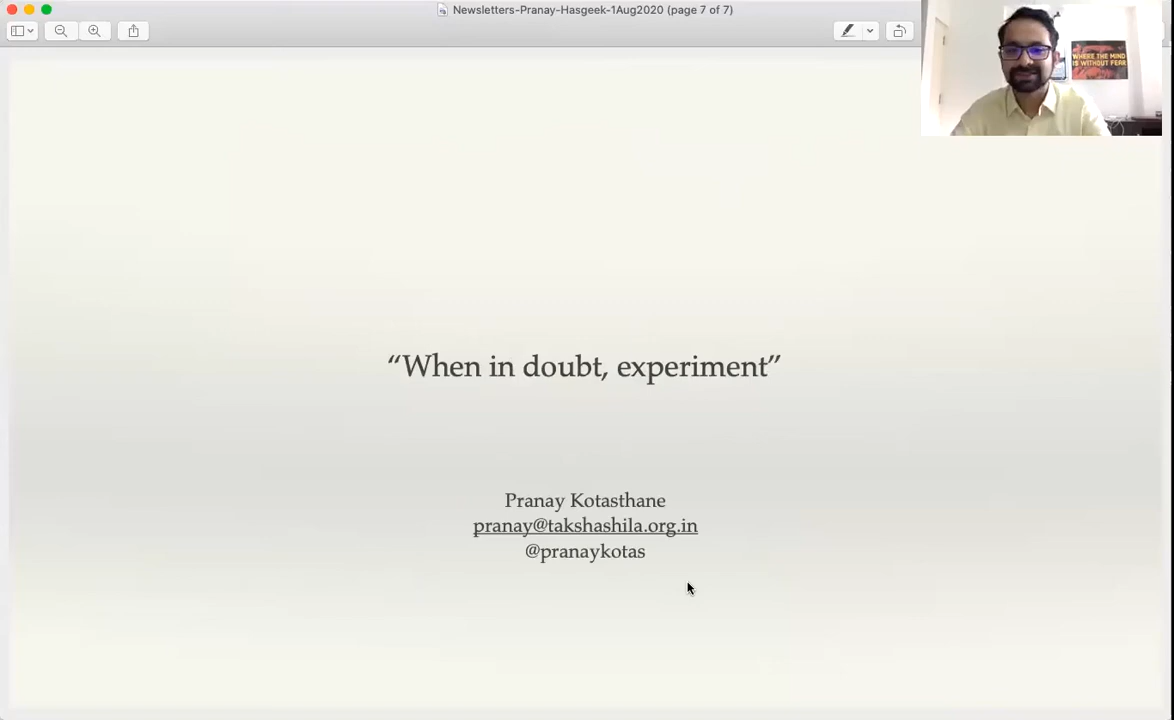 Newsletters-Pranay-Hasgeek-1Aug2020 (page 7 of 7)
WHERE THE MIND
IS WITHOUT FEAR
“When in doubt, experiment”
Pranay Kotasthane
pranay@takshashila.org.in
@pranaykotas